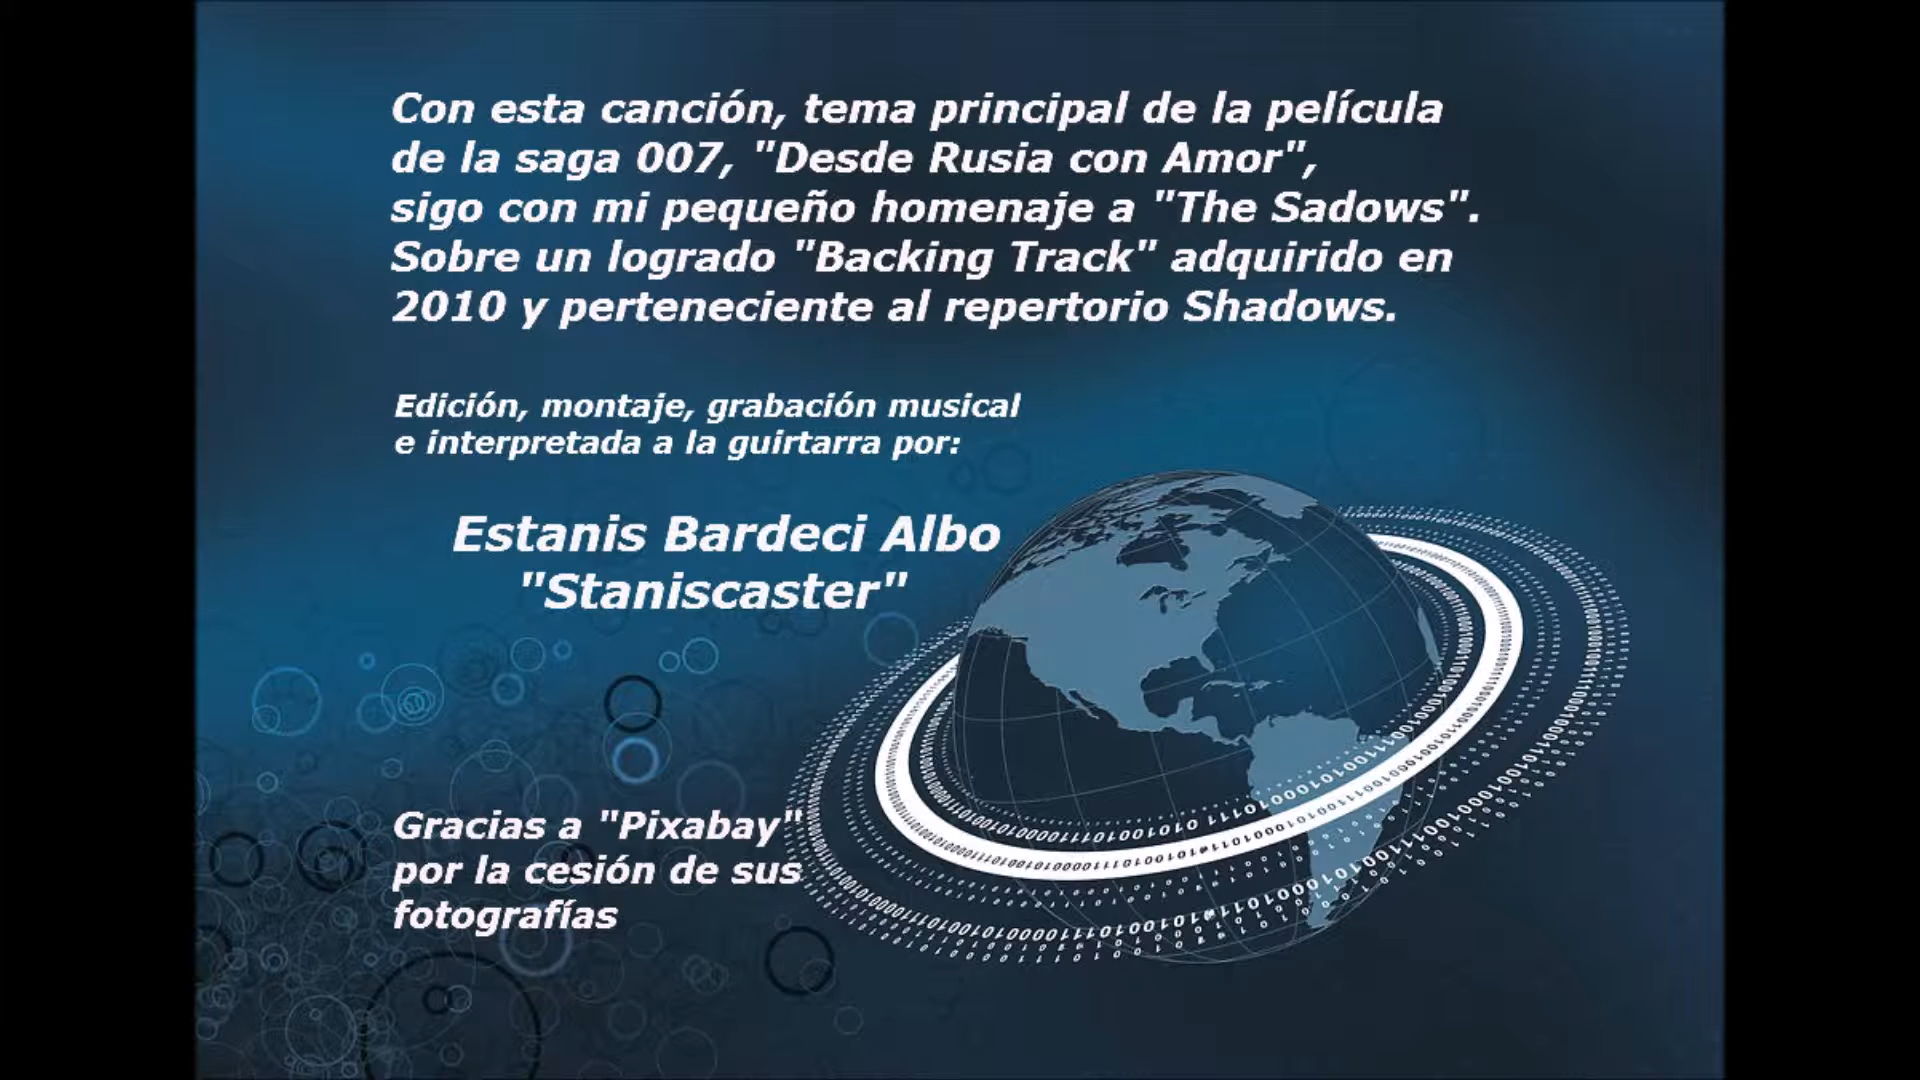 Con esta canción, tema principal de la película
de la saga 007, "Desde Rusia con Amor",
sigo con mi pequeño homenaje a "The Sadows".
Sobre un logrado "Backing Track" adquirido en
2010 y perteneciente al repertorio Shadows.
Edición, montaje, grabación musical
e interpretada a la guirtarra por:
Estanis Bardeci Albo
"Staniscaster"
Gracias a "Pixabay"
por la cesión de sus
fotografías